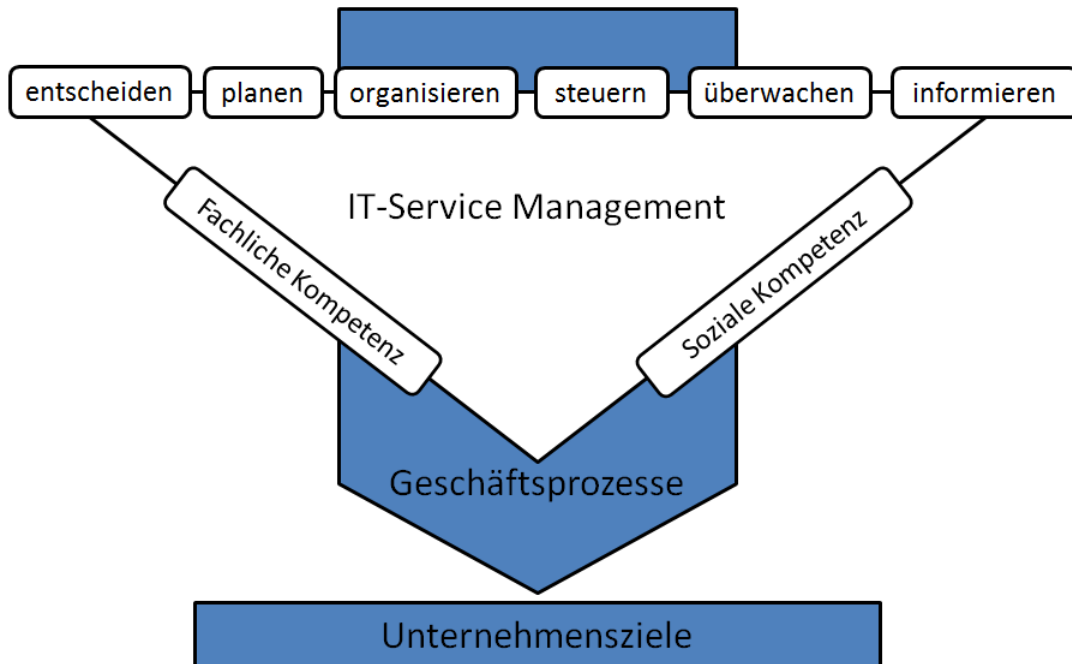 entscheiden planen organisieren steuern überwachen informieren
IT-Service Management
Fachliche Kompetenz
Soziale Kompetenz
Geschäftsprozesse
Unternehmensziele